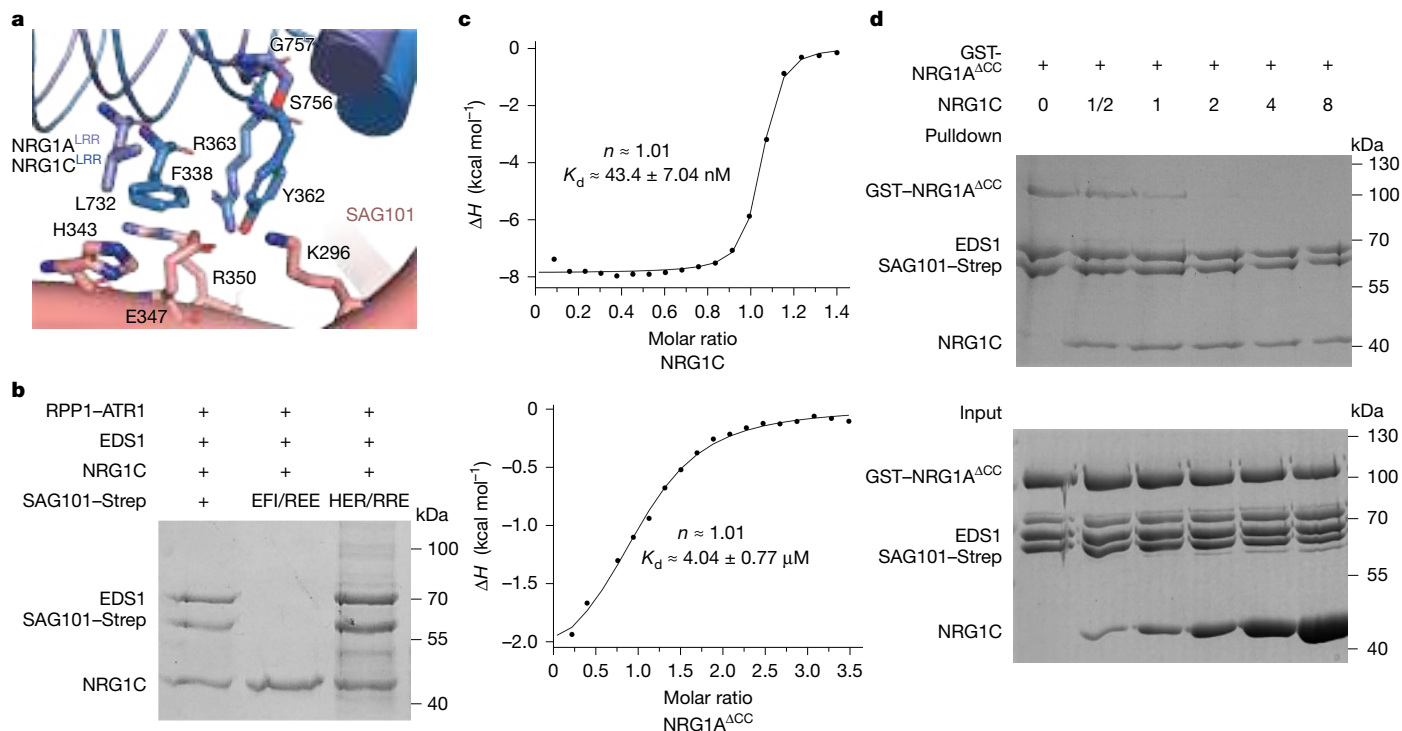 a
G757
S756
NRG1A^LRR
NRG1C^LRR
R363
F338
Y362
L732
SAG101
H343
K296
R350
E347
b
RPP1–ATR1 + + +
EDS1 + + +
NRG1C + + +
SAG101–Strep + EFI/REE HER/RRE
kDa
100
EDS1
70
SAG101–Strep
55
NRG1C
40
c
0
−2
−4
−6
−8
ΔH (kcal mol⁻¹)
n ≈ 1.01
K_d ≈ 43.4 ± 7.04 nM
0 0.2 0.4 0.6 0.8 1.0 1.2 1.4
Molar ratio
NRG1C
0
−0.5
−1.0
−1.5
−2.0
ΔH (kcal mol⁻¹)
n ≈ 1.01
K_d ≈ 4.04 ± 0.77 μM
0 0.5 1.0 1.5 2.0 2.5 3.0 3.5
Molar ratio
NRG1A^ΔCC
d
GST-
NRG1A^ΔCC + + + + + +
NRG1C 0 1/2 1 2 4 8
Pulldown
kDa
130
GST–NRG1A^ΔCC
100
EDS1
70
SAG101–Strep
55
NRG1C
40
Input
kDa
130
GST–NRG1A^ΔCC
100
EDS1
70
SAG101–Strep
55
NRG1C
40